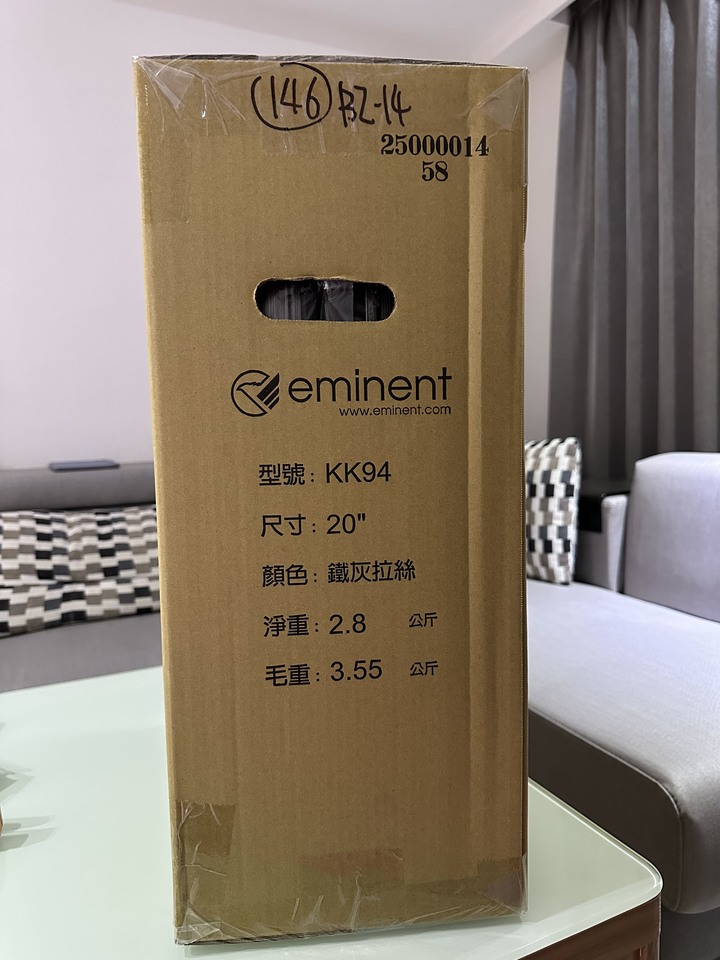 146 BZ-14
25000014
58
eminent
www.eminent.com
型號: KK94
尺寸: 20"
顏色: 鐵灰拉絲
淨重: 2.8 公斤
毛重: 3.55 公斤